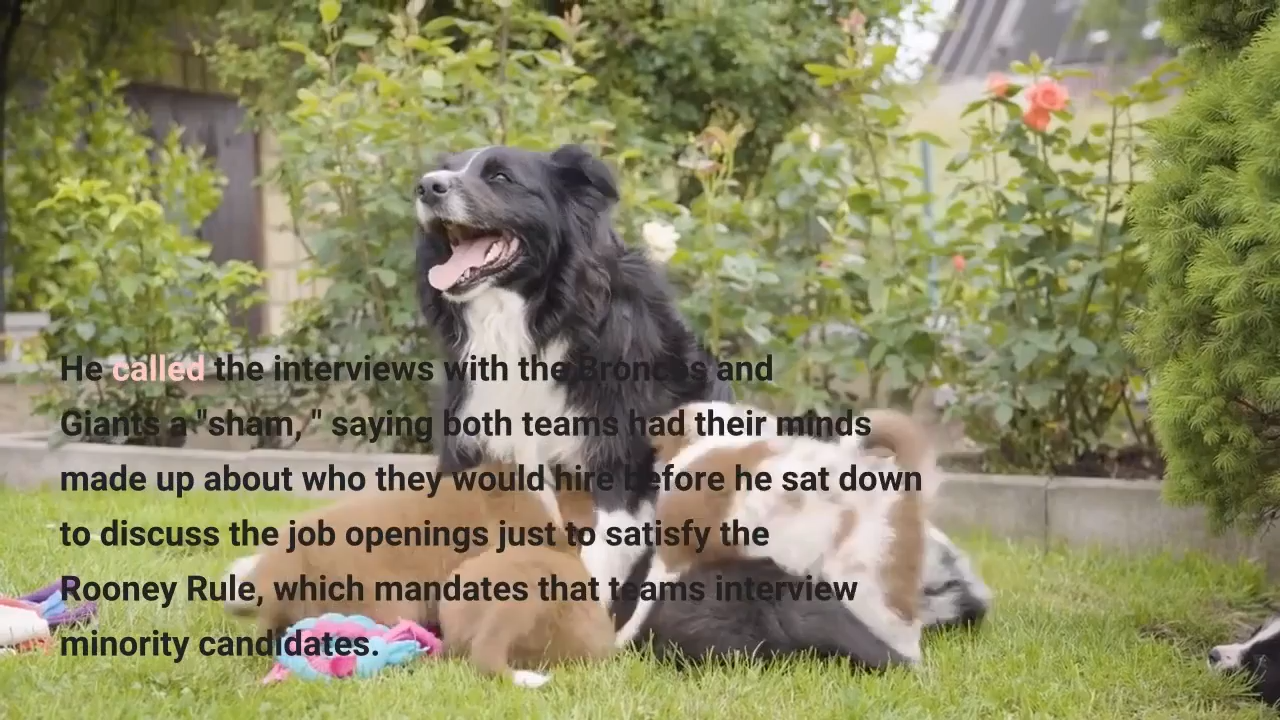 He called the interviews with the Broncos and
Giants a "sham, " saying both teams had their minds
made up about who they would hire before he sat down
to discuss the job openings just to satisfy the
Rooney Rule, which mandates that teams interview
minority candidates.